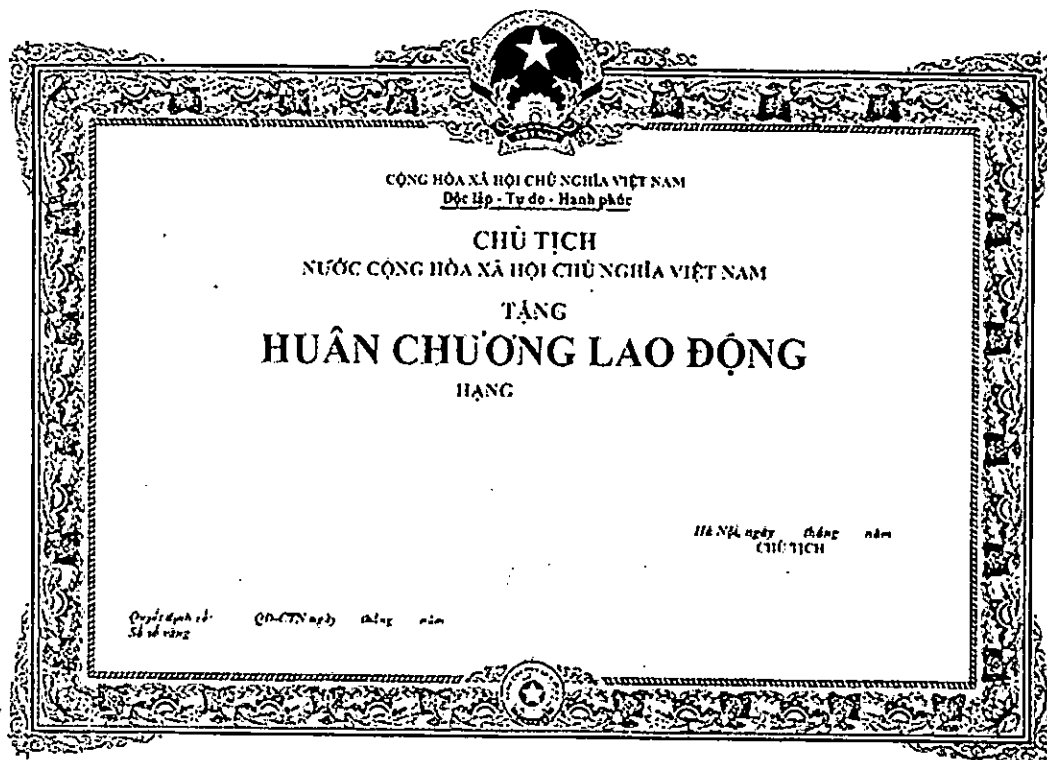 CỘNG HÒA XÃ HỘI CHỦ NGHĨA VIỆT NAM
Độc lập - Tự do - Hạnh phúc
CHỦ TỊCH
NƯỚC CỘNG HÒA XÃ HỘI CHỦ NGHĨA VIỆT NAM
TẶNG
HUÂN CHƯƠNG LAO ĐỘNG
HẠNG
Hà Nội, ngày tháng năm
CHỦ TỊCH
Quyết định số: QĐ-CTN ngày tháng năm
Số sổ vàng